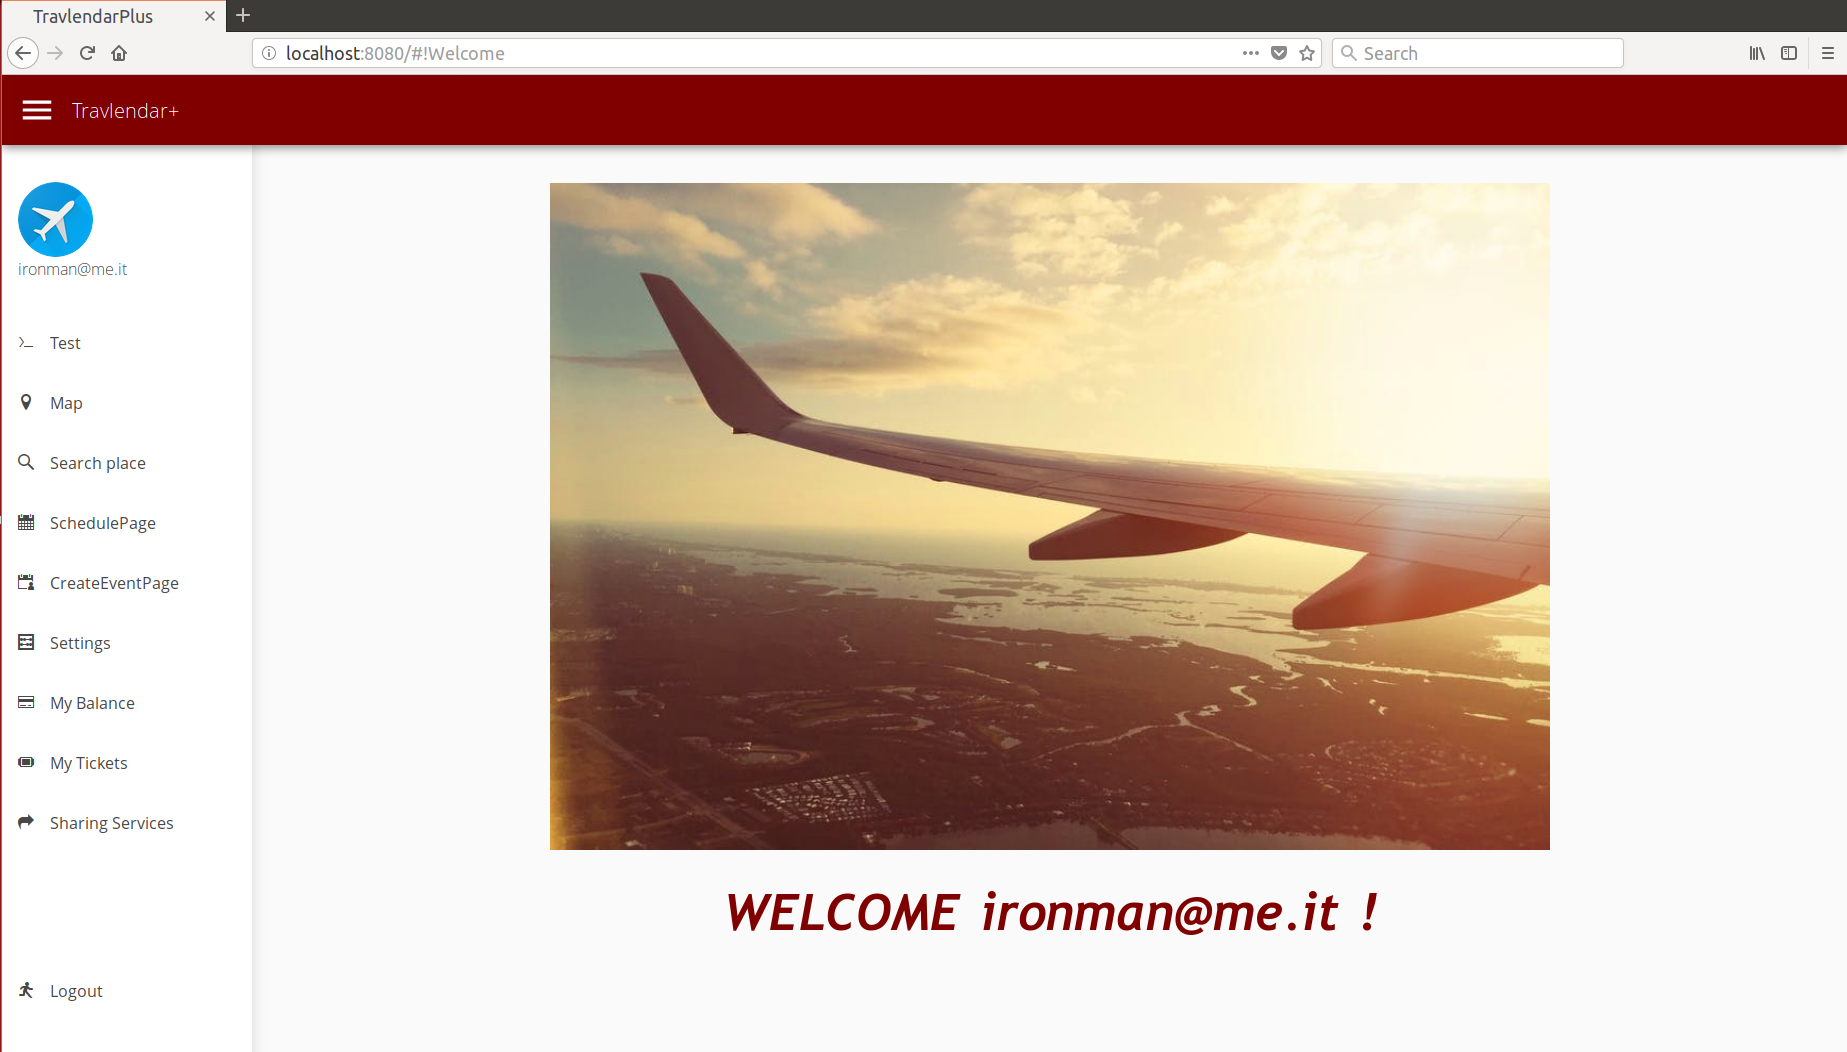 TravlendarPlus
localhost:8080/#!Welcome
Search
Travlendar+
ironman@me.it
Test
Map
Search place
SchedulePage
CreateEventPage
Settings
My Balance
My Tickets
Sharing Services
Logout
WELCOME ironman@me.it !